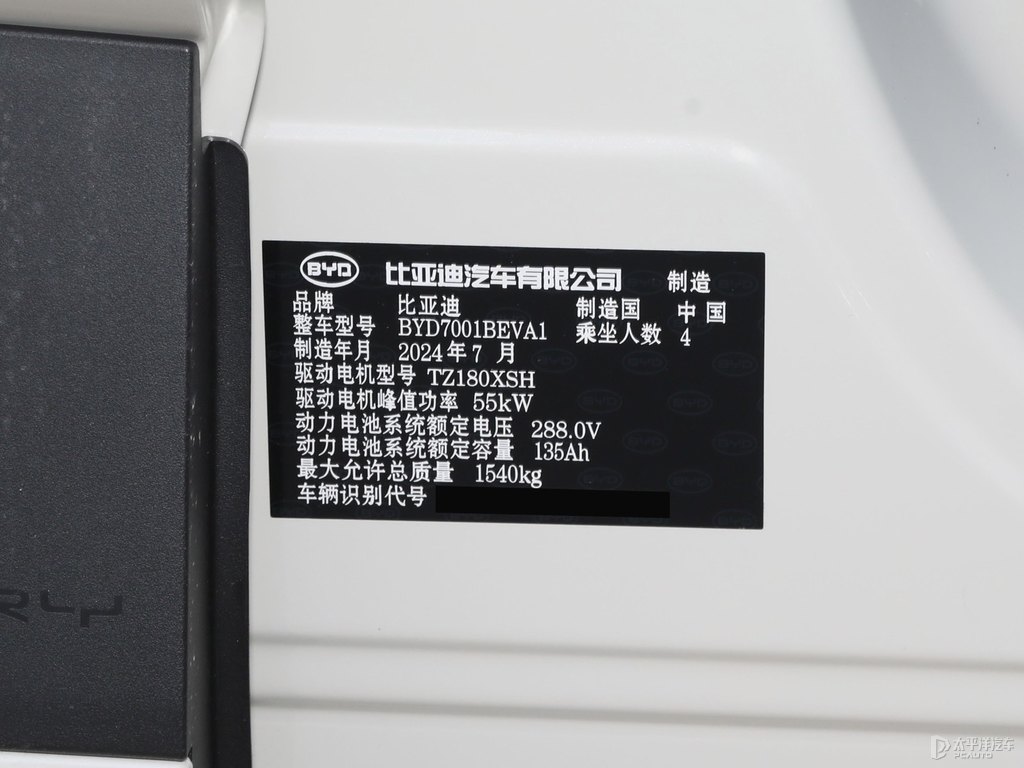 BYD 比亚迪汽车有限公司 制造
品牌 比亚迪 制造国 中国
整车型号 BYD7001BEVA1 乘坐人数 4
制造年月 2024年7月
驱动电机型号 TZ180XSH
驱动电机峰值功率 55kW
动力电池系统额定电压 288.0V
动力电池系统额定容量 135Ah
最大允许总质量 1540kg
车辆识别代号
太平洋汽车
PCAUTO